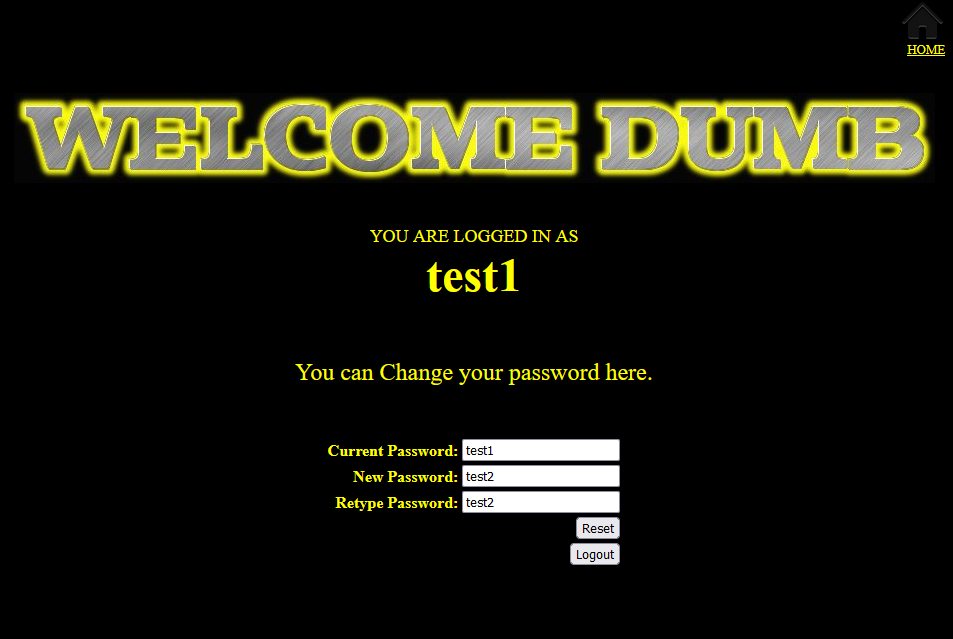 HOME
WELCOME DUMB
YOU ARE LOGGED IN AS
test1
You can Change your password here.
Current Password: test1
New Password: test2
Retype Password: test2
Reset
Logout